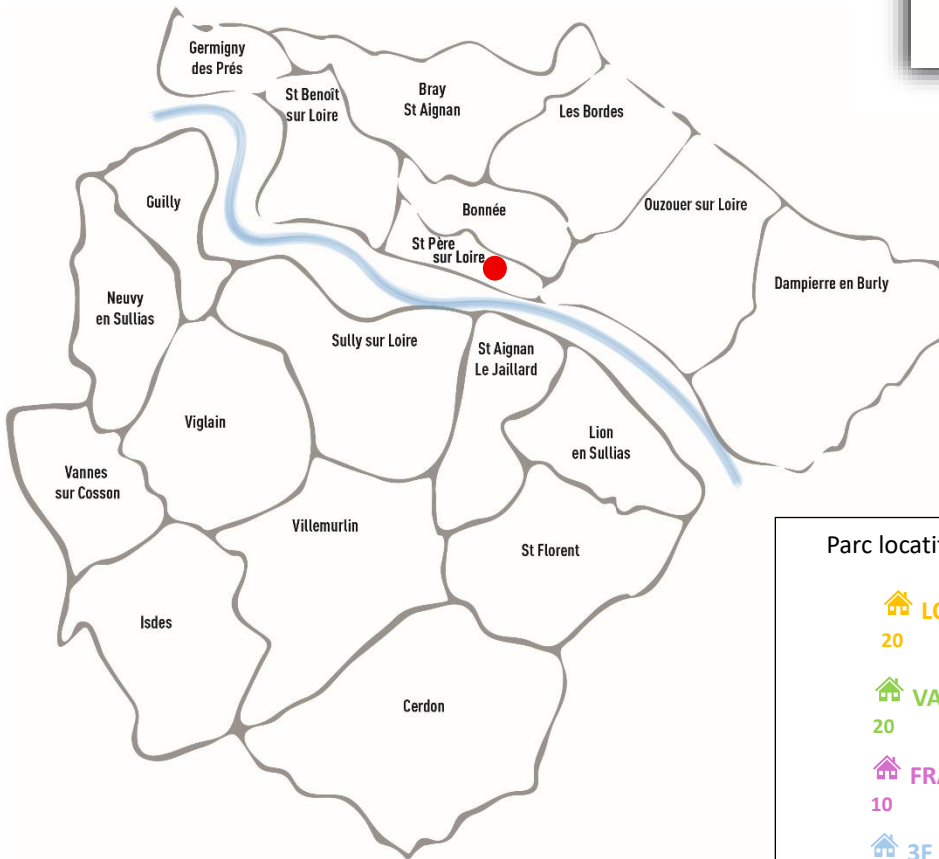 Germigny
des Prés
St Benoît
sur Loire
Bray
St Aignan
Les Bordes
Guilly
Bonnée
Ouzouer sur Loire
St Père
sur Loire
Dampierre en Burly
Neuvy
en Sullias
Sully sur Loire
St Aignan
Le Jaillard
Viglain
Lion
en Sullias
Vannes
sur Cosson
Villemurlin
St Florent
Isdes
Cerdon
Parc locatif
20
20
10
3F